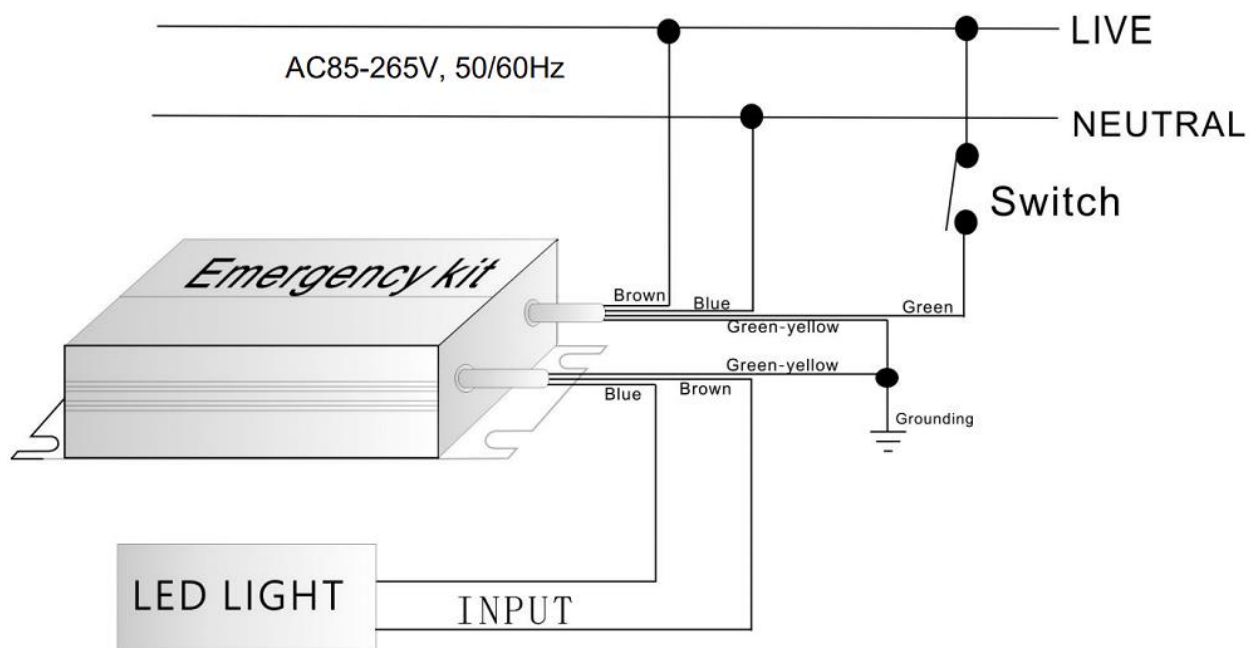 LIVE
AC85-265V, 50/60Hz
NEUTRAL
Switch
Emergency kit
Brown
Blue
Green
Green-yellow
Green-yellow
Blue
Brown
Grounding
LED LIGHT
INPUT